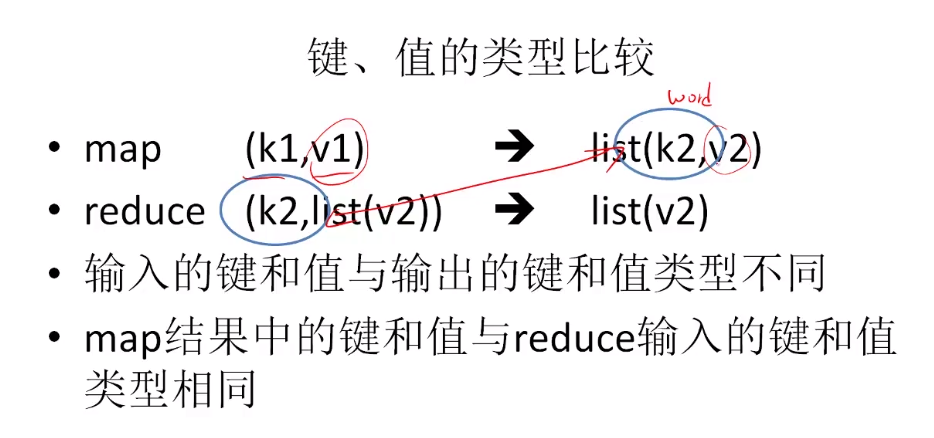 键、值的类型比较
word
• map (k1,v1) → list(k2,v2)
• reduce (k2,list(v2)) → list(v2)
• 输入的键和值与输出的键和值类型不同
• map结果中的键和值与reduce输入的键和值
类型相同